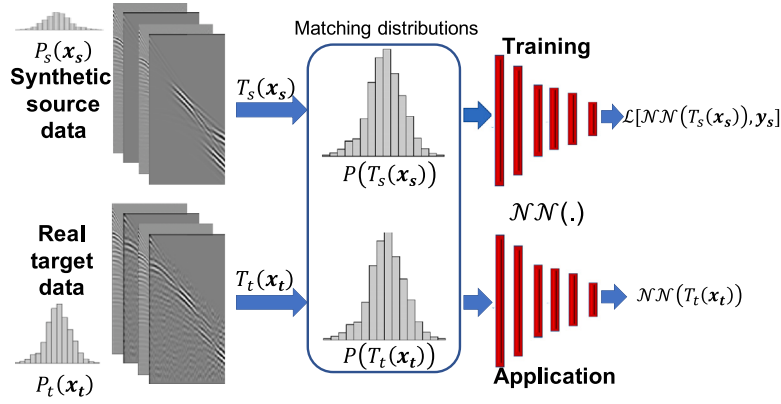 Matching distributions
P_s(x_s)
Synthetic
source
data
T_s(x_s)
P(T_s(x_s))
Training
ℒ[𝒩𝒩(T_s(x_s)), y_s]
𝒩𝒩(.)
Real
target
data
P_t(x_t)
T_t(x_t)
P(T_t(x_t))
𝒩𝒩(T_t(x_t))
Application